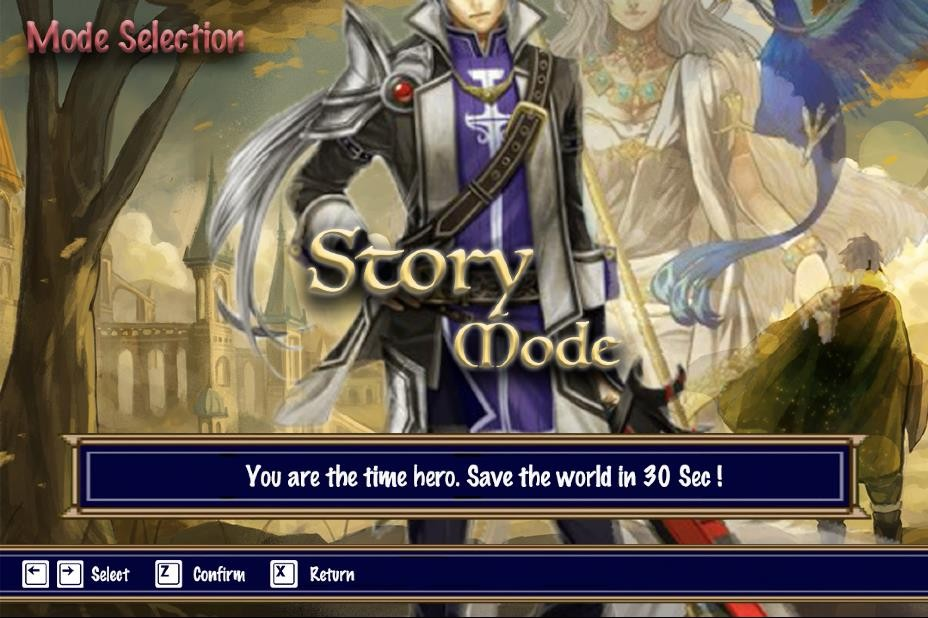 Mode Selection
Story
Mode
You are the time hero. Save the world in 30 Sec !
← → Select Z Confirm X Return